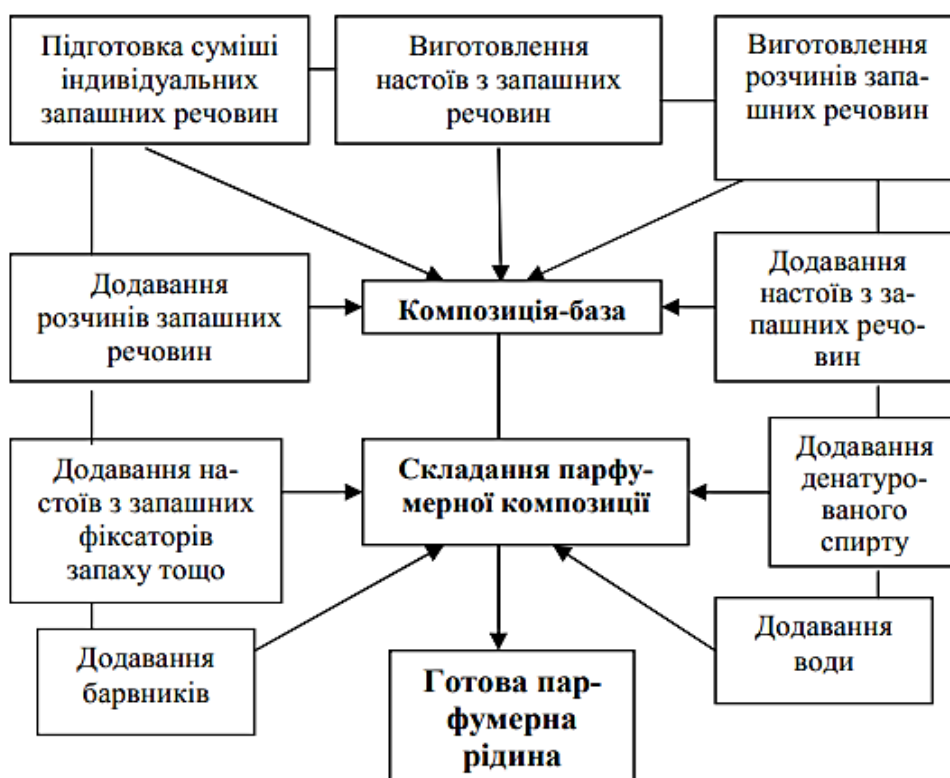 Підготовка суміші
індивідуальних
запашних речовин
Виготовлення
настоїв з запашних
речовин
Виготовлення
розчинів запа-
шних речовин
Додавання
розчинів запашних
речовин
Композиція-база
Додавання
настоїв з за-
пашних речо-
вин
Додавання на-
стоїв з запашних
фіксаторів
запаху тощо
Складання парфу-
мерної композиції
Додавання
денатуро-
ваного
спирту
Додавання
барвників
Готова пар-
фумерна
рідина
Додавання
води